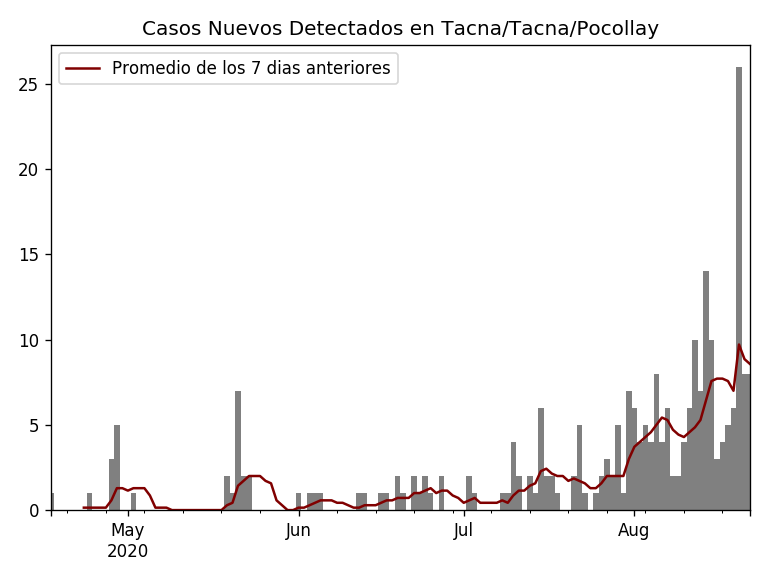 Casos Nuevos Detectados en Tacna/Tacna/Pocollay
Promedio de los 7 dias anteriores
25
20
15
10
5
0
May Jun Jul Aug
2020